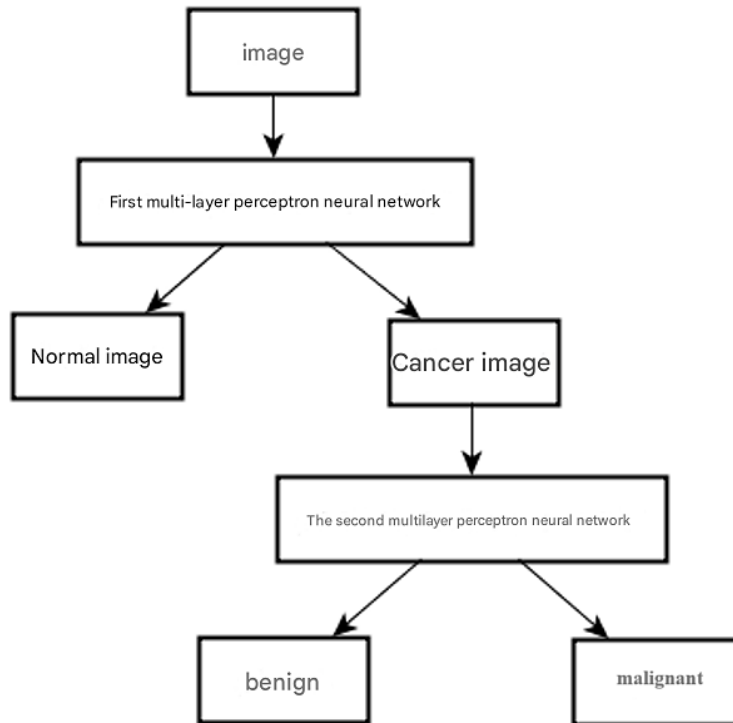 image
First multi-layer perceptron neural network
Normal image
Cancer image
The second multilayer perceptron neural network
benign
malignant